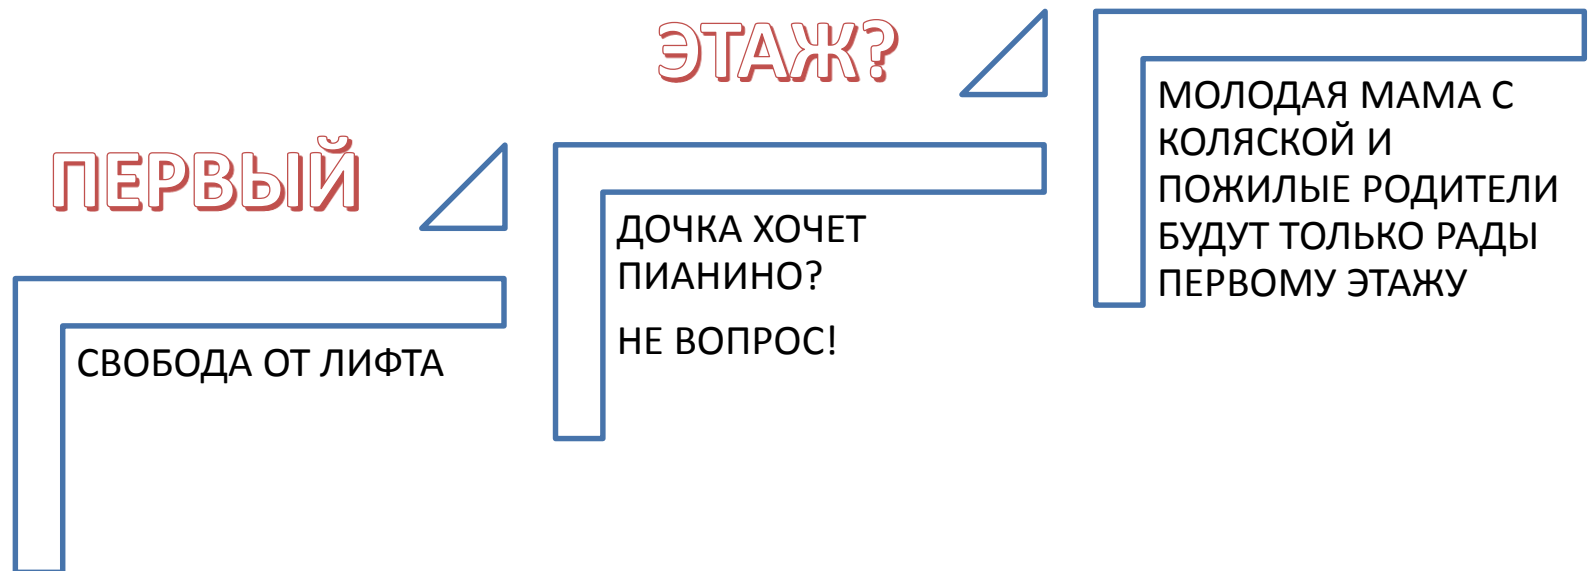 ПЕРВЫЙ
ЭТАЖ?
СВОБОДА ОТ ЛИФТА
ДОЧКА ХОЧЕТ
ПИАНИНО?
НЕ ВОПРОС!
МОЛОДАЯ МАМА С
КОЛЯСКОЙ И
ПОЖИЛЫЕ РОДИТЕЛИ
БУДУТ ТОЛЬКО РАДЫ
ПЕРВОМУ ЭТАЖУ